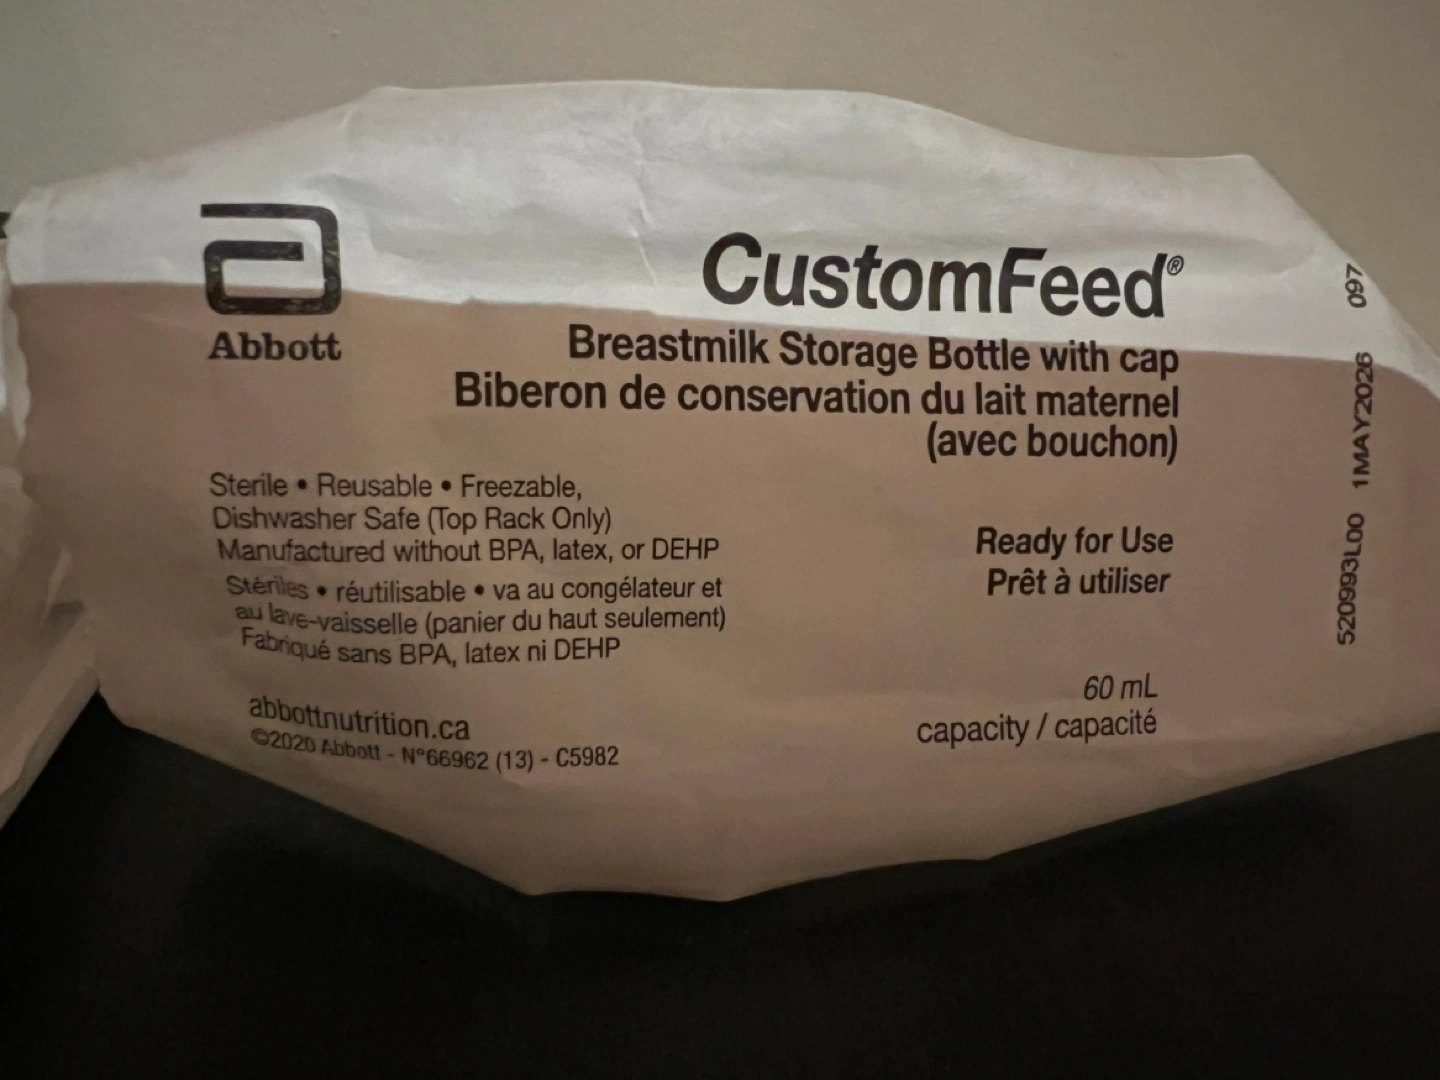 Abbott
CustomFeed®
Breastmilk Storage Bottle with cap
Biberon de conservation du lait maternel
(avec bouchon)
Sterile • Reusable • Freezable,
Dishwasher Safe (Top Rack Only)
Manufactured without BPA, latex, or DEHP
Stériles • réutilisable • va au congélateur et
au lave-vaisselle (panier du haut seulement)
Fabriqué sans BPA, latex ni DEHP
Ready for Use
Prêt à utiliser
abbottnutrition.ca
©2020 Abbott - N°66962 (13) - C5982
60 mL
capacity / capacité
520993L00 1MAY2026 097